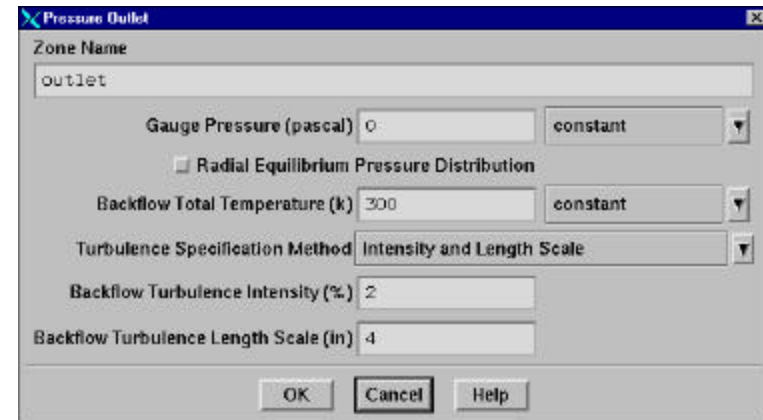 Pressure Outlet
Zone Name
outlet
Gauge Pressure (pascal) 0 constant
Radial Equilibrium Pressure Distribution
Backflow Total Temperature (k) 300 constant
Turbulence Specification Method Intensity and Length Scale
Backflow Turbulence Intensity (%) 2
Backflow Turbulence Length Scale (in) 4
OK Cancel Help